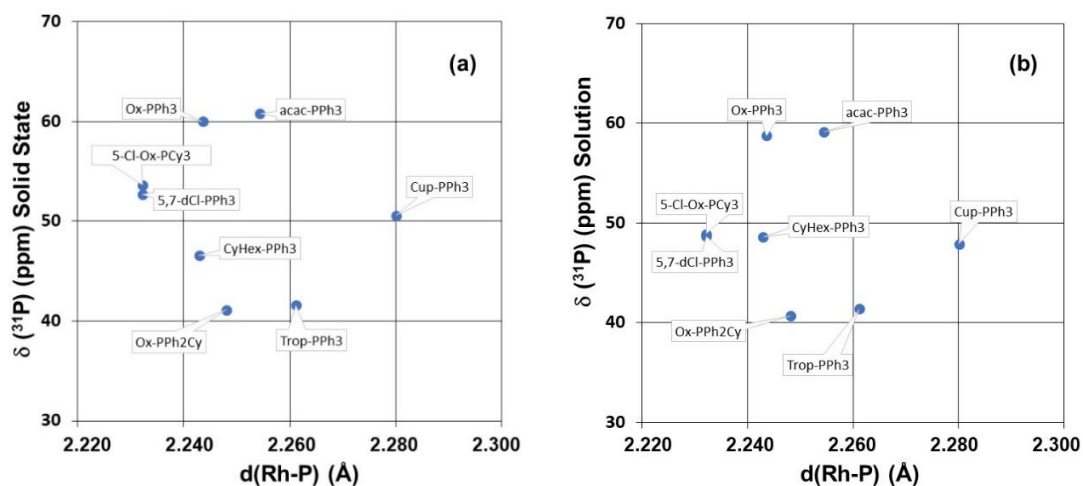 70
(a)
Ox-PPh3
acac-PPh3
60
5-Cl-Ox-PCy3
5,7-dCl-PPh3
Cup-PPh3
50
CyHex-PPh3
40
Ox-PPh2Cy
Trop-PPh3
30
2.220 2.240 2.260 2.280 2.300
d(Rh-P) (Å)
δ (³¹P) (ppm) Solid State
70
(b)
Ox-PPh3
acac-PPh3
60
5-Cl-Ox-PCy3
Cup-PPh3
50
CyHex-PPh3
5,7-dCl-PPh3
40
Ox-PPh2Cy
Trop-PPh3
30
2.220 2.240 2.260 2.280 2.300
d(Rh-P) (Å)
δ (³¹P) (ppm) Solution